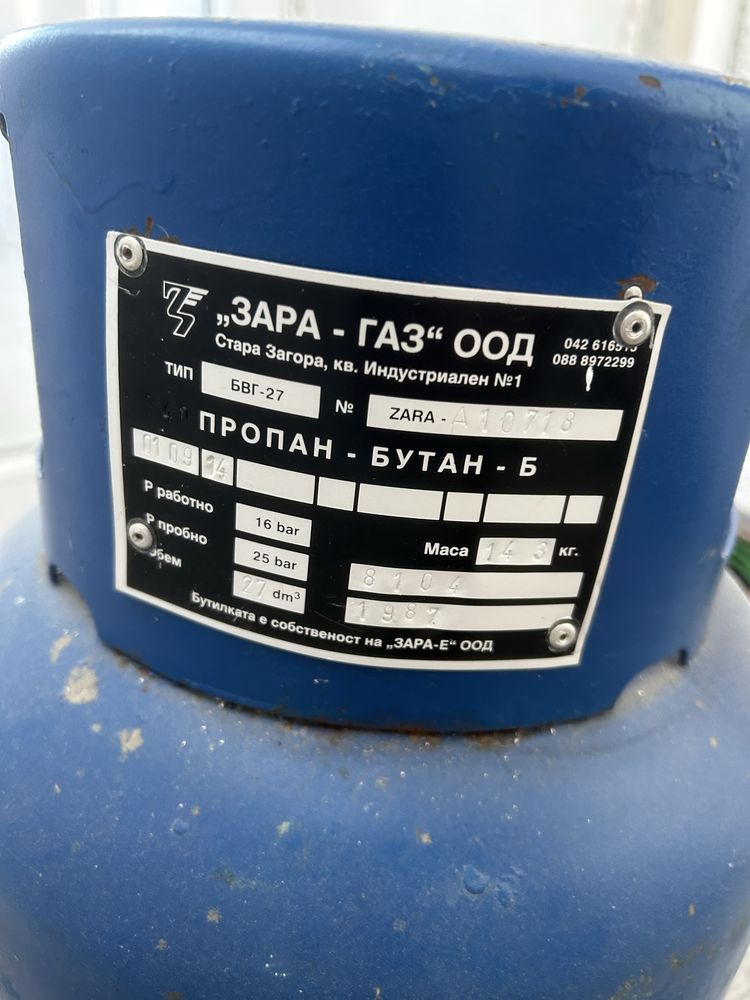 „ЗАРА - ГАЗ“ ООД
Стара Загора, кв. Индустриален №1
042 616515
088 8972299
ТИП БВГ-27 № ZARA - A10718
ПРОПАН - БУТАН - Б
01 09 14
Р работно 16 bar
Р пробно 25 bar
Маса 14 3 кг.
27 dm³
8104
1987
Бутилката е собственост на „ЗАРА-Е“ ООД